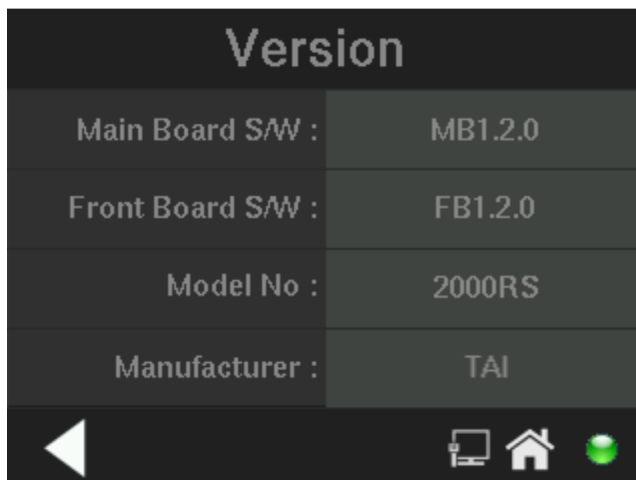 Version
Main Board S/W : MB1.2.0
Front Board S/W : FB1.2.0
Model No : 2000RS
Manufacturer : TAI